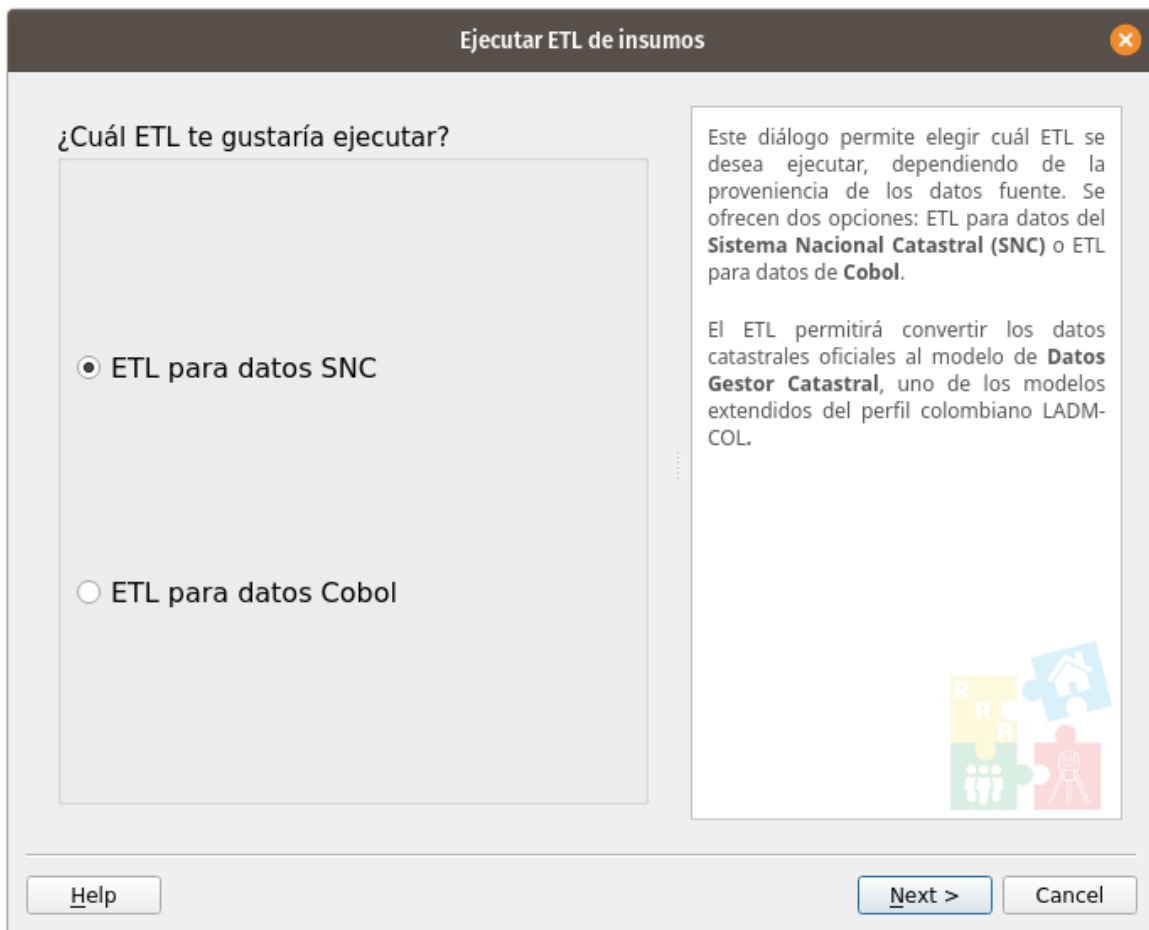 Ejecutar ETL de insumos
¿Cuál ETL te gustaría ejecutar?
ETL para datos SNC
ETL para datos Cobol
Este diálogo permite elegir cuál ETL se
desea ejecutar, dependiendo de la
proveniencia de los datos fuente. Se
ofrecen dos opciones: ETL para datos del
Sistema Nacional Catastral (SNC) o ETL
para datos de Cobol.
El ETL permitirá convertir los datos
catastrales oficiales al modelo de Datos
Gestor Catastral, uno de los modelos
extendidos del perfil colombiano LADM-
COL.
R
R
R
Help
Next >
Cancel